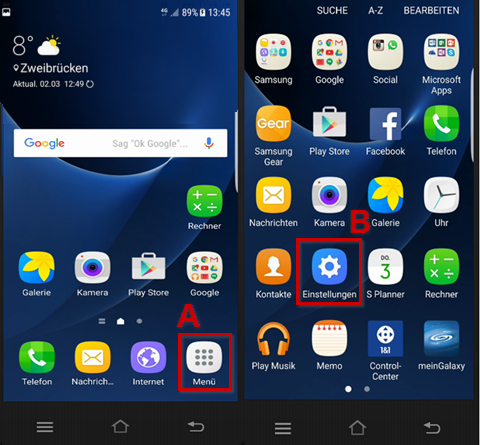 4G 89% 13:45
8°
Zweibrücken
Aktual. 02.03 12:49
Google Sag "Ok Google"...
Rechner
Galerie Kamera Play Store Google
A
Telefon Nachrich... Internet Menü
SUCHE A-Z BEARBEITEN
Samsung Google Social Microsoft
Apps
Gear
Samsung Play Store Facebook Telefon
Gear
Nachrichten Kamera Galerie Uhr
B
DO.
3
Kontakte Einstellungen S Planner Rechner
1&1
Play Musik Memo Control- meinGalaxy
Center